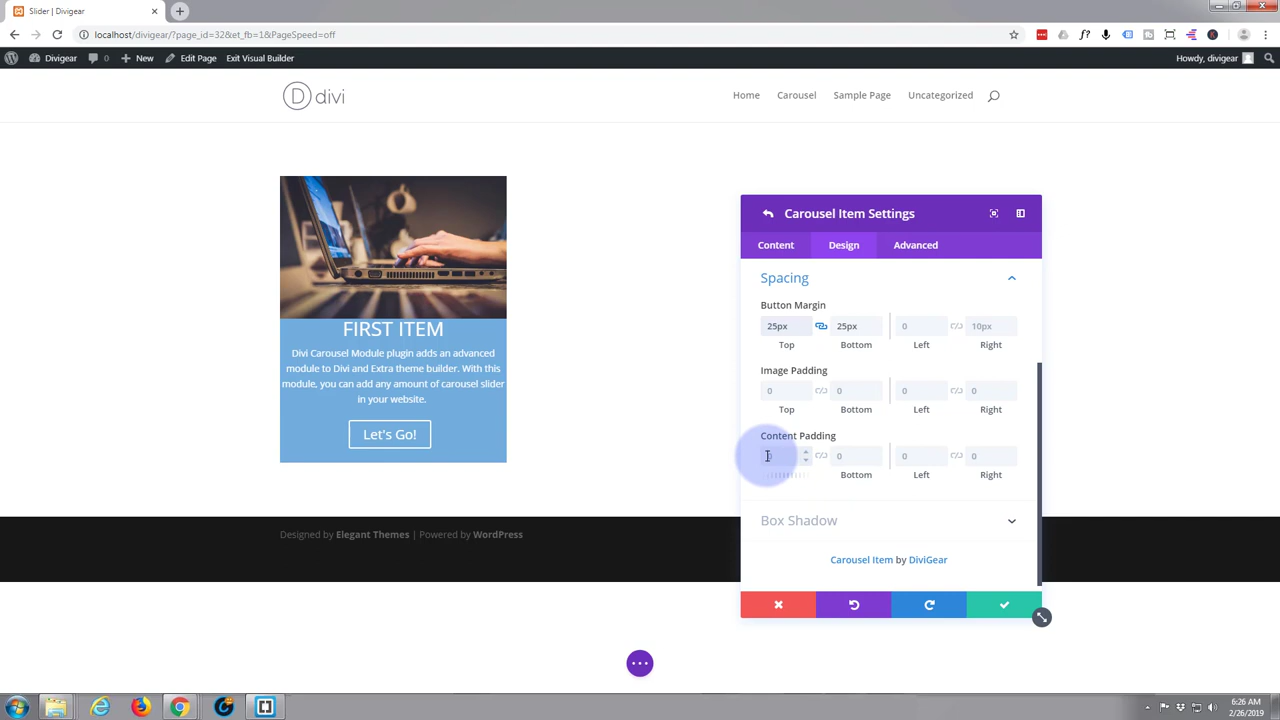 Slider | Divigear
localhost/divigear/?page_id=32&et_fb=1&PageSpeed=off
Divigear 0 New Edit Page Exit Visual Builder Howdy, divigear
D divi
Home Carousel Sample Page Uncategorized
FIRST ITEM
Divi Carousel Module plugin adds an advanced
module to Divi and Extra theme builder. With this
module, you can add any amount of carousel slider
in your website.
Let's Go!
Carousel Item Settings
Content Design Advanced
Spacing
Button Margin
25px 25px 0 10px
Top Bottom Left Right
Image Padding
0 0 0 0
Top Bottom Left Right
Content Padding
0 0 0
Bottom Left Right
Box Shadow
Carousel Item by DiviGear
Designed by Elegant Themes | Powered by WordPress
6:26 AM
2/26/2019